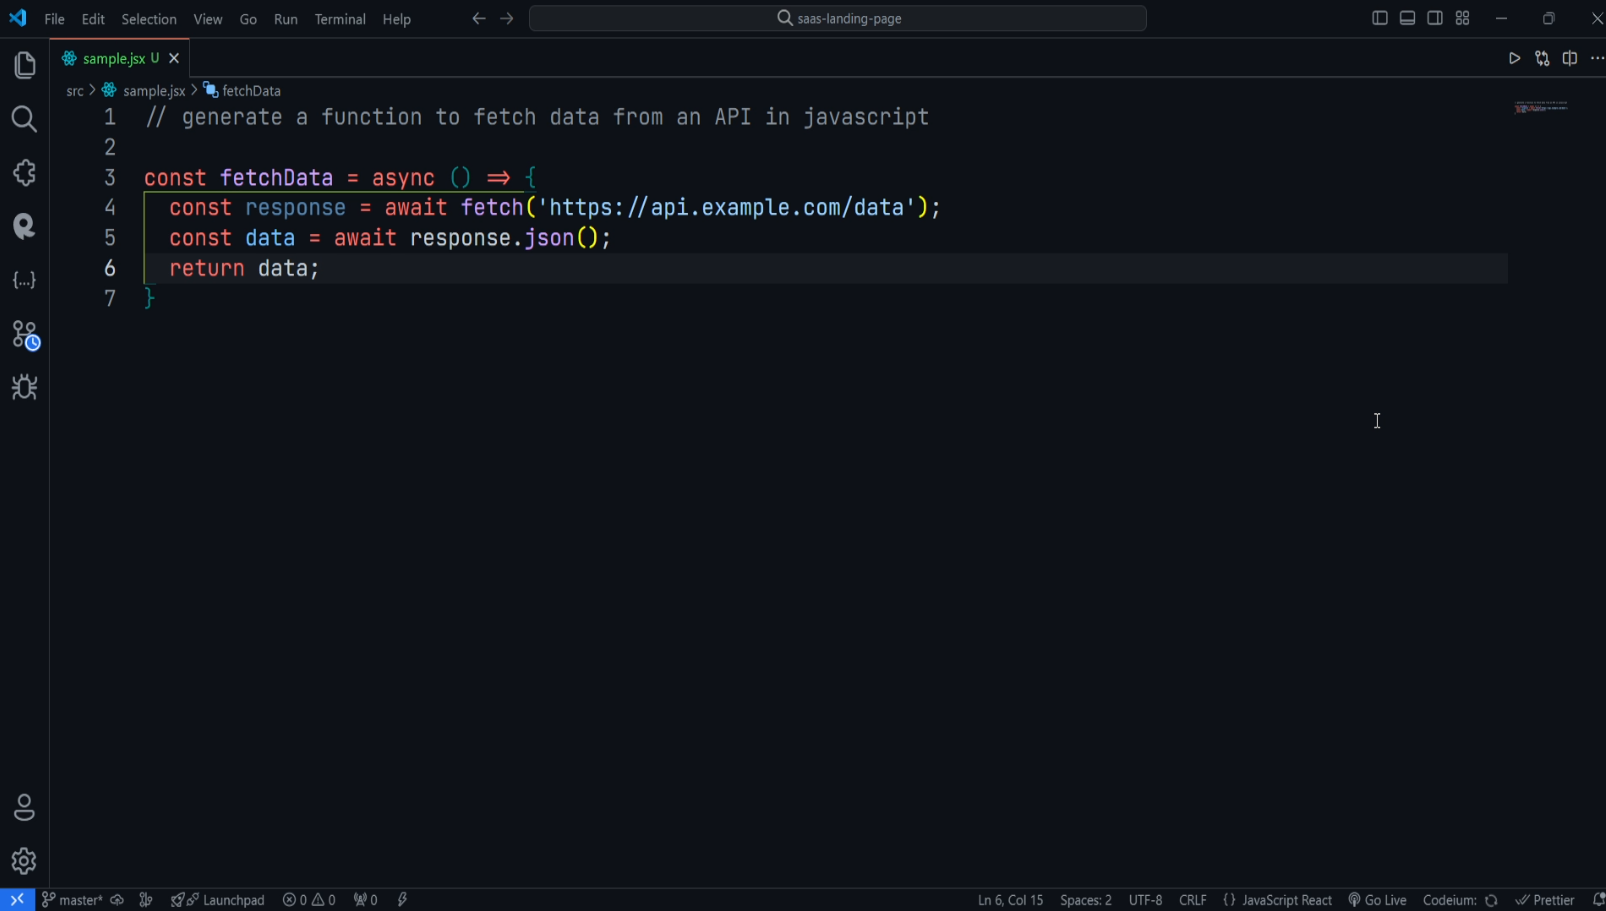 File Edit Selection View Go Run Terminal Help saas-landing-page
sample.jsx U
src > sample.jsx > fetchData
1 // generate a function to fetch data from an API in javascript
2
3 const fetchData = async () => {
4 const response = await fetch('https://api.example.com/data');
5 const data = await response.json();
6 return data;
7 }
master* Launchpad 0 0 0 Ln 6, Col 15 Spaces: 2 UTF-8 CRLF {} JavaScript React Go Live Codeium: Prettier